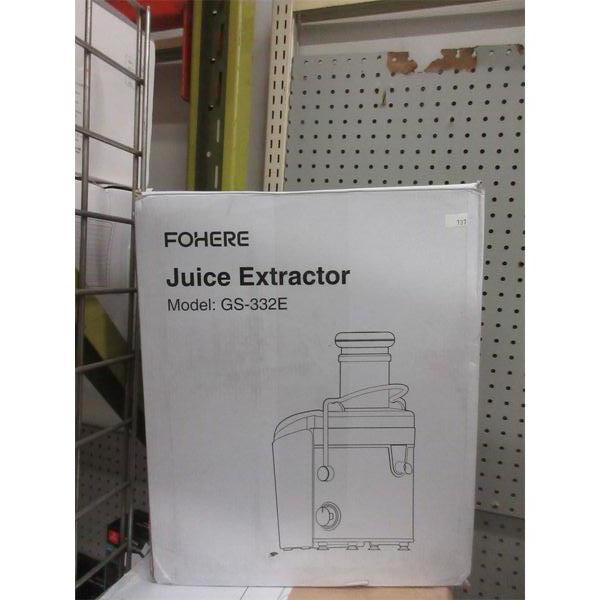 FOHERE
Juice Extractor
Model: GS-332E